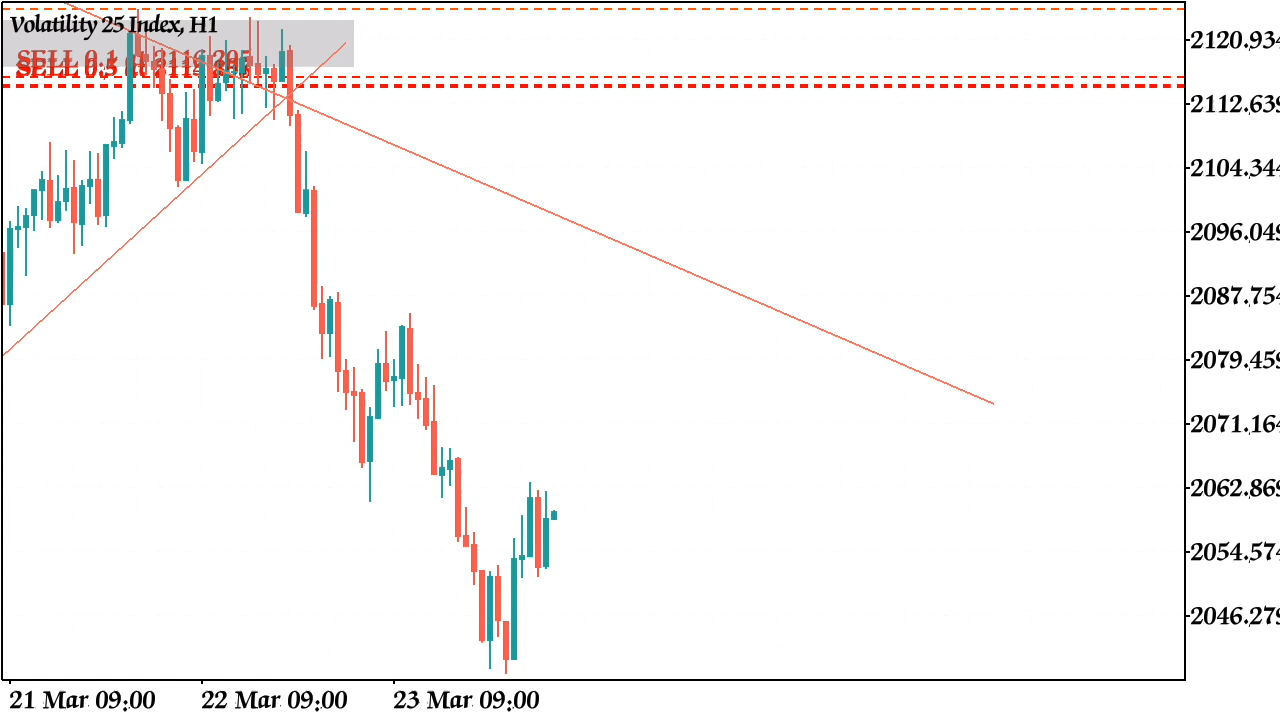 Volatility 25 Index, H1
SELL 0.1
SELL 0.5
2120.934
2112.639
2104.344
2096.049
2087.754
2079.459
2071.164
2062.869
2054.574
2046.279
21 Mar 09:00
22 Mar 09:00
23 Mar 09:00